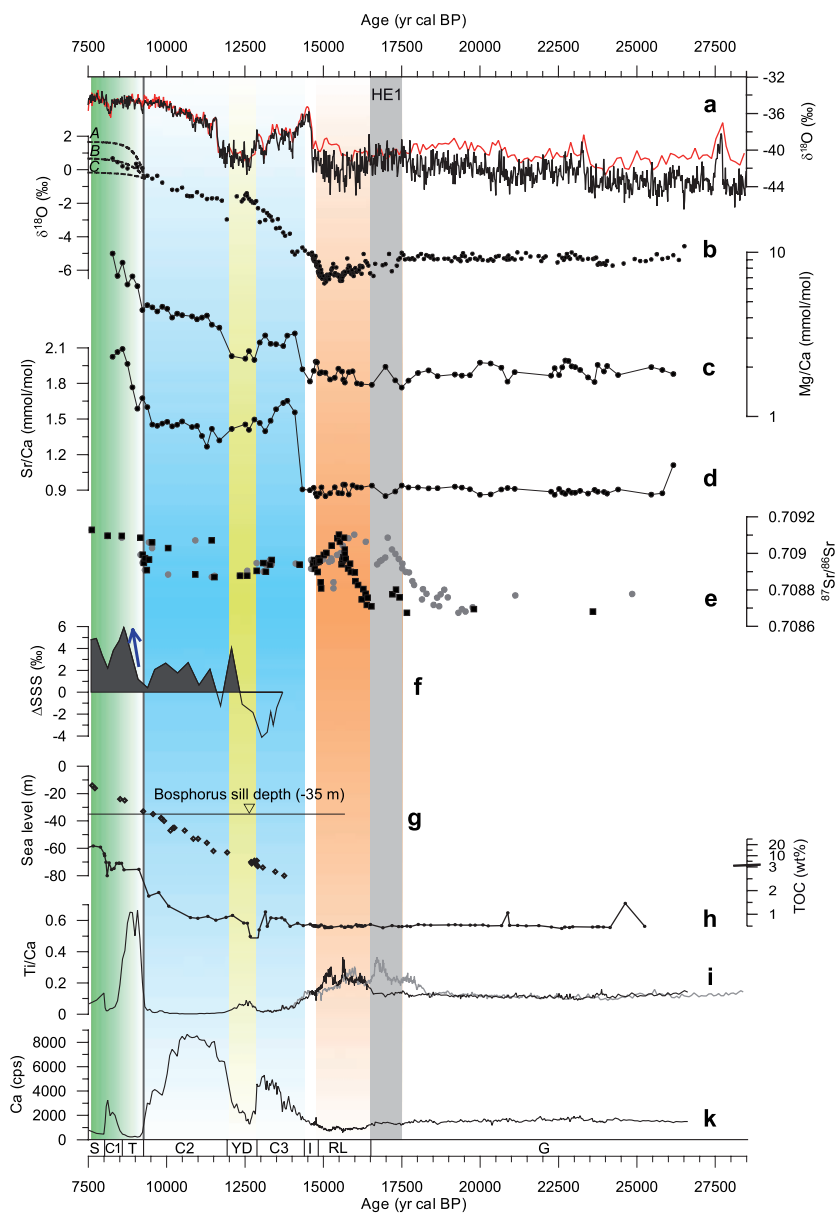 Age (yr cal BP)
7500 10000 12500 15000 17500 20000 22500 25000 27500
HE1
a
-32
-36
-40
-44
δ18O (‰)
A
B
C
2
0
-2
-4
-6
δ18O (‰)
b
10
1
Mg/Ca (mmol/mol)
c
2.1
1.8
1.5
1.2
0.9
Sr/Ca (mmol/mol)
d
0.7092
0.709
0.7088
0.7086
87Sr/86Sr
e
6
4
2
0
-2
-4
ΔSSS (‰)
f
0
-20
-40
-60
-80
Sea level (m)
Bosphorus sill depth (-35 m)
g
20
10
3
2
1
TOC (wt%)
h
0.6
0.4
0.2
0
Ti/Ca
i
8000
6000
4000
2000
0
Ca (cps)
k
S C1 T C2 YD C3 I RL G
7500 10000 12500 15000 17500 20000 22500 25000 27500
Age (yr cal BP)